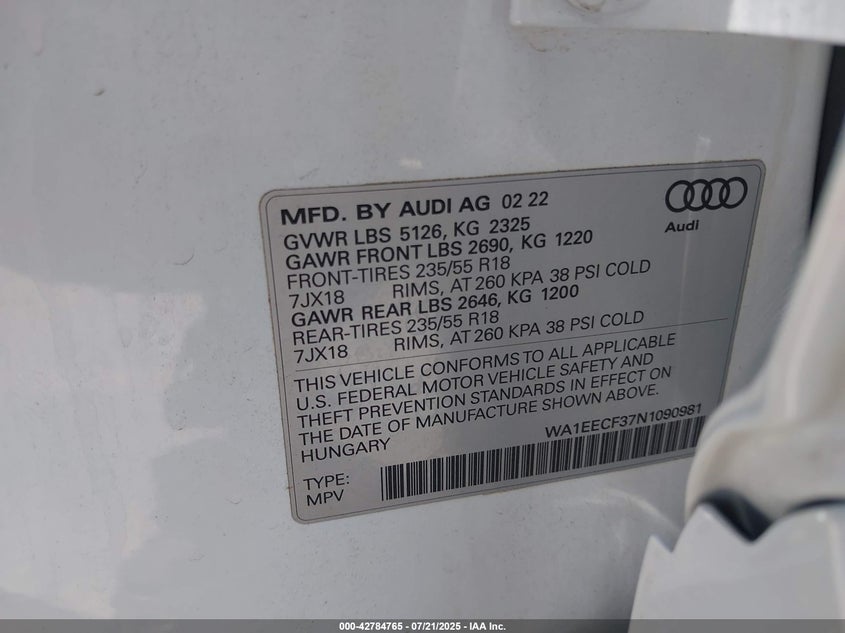 MFD. BY AUDI AG 02 22
Audi
GVWR LBS 5126, KG 2325
GAWR FRONT LBS 2690, KG 1220
FRONT-TIRES 235/55 R18
7JX18 RIMS, AT 260 KPA 38 PSI COLD
GAWR REAR LBS 2646, KG 1200
REAR-TIRES 235/55 R18
7JX18 RIMS, AT 260 KPA 38 PSI COLD
THIS VEHICLE CONFORMS TO ALL APPLICABLE
U.S. FEDERAL MOTOR VEHICLE SAFETY AND
THEFT PREVENTION STANDARDS IN EFFECT ON
THE DATE OF MANUFACTURE SHOWN ABOVE.
HUNGARY WA1EECF37N1090981
TYPE:
MPV
000-42784765 - 07/21/2025 - IAA Inc.